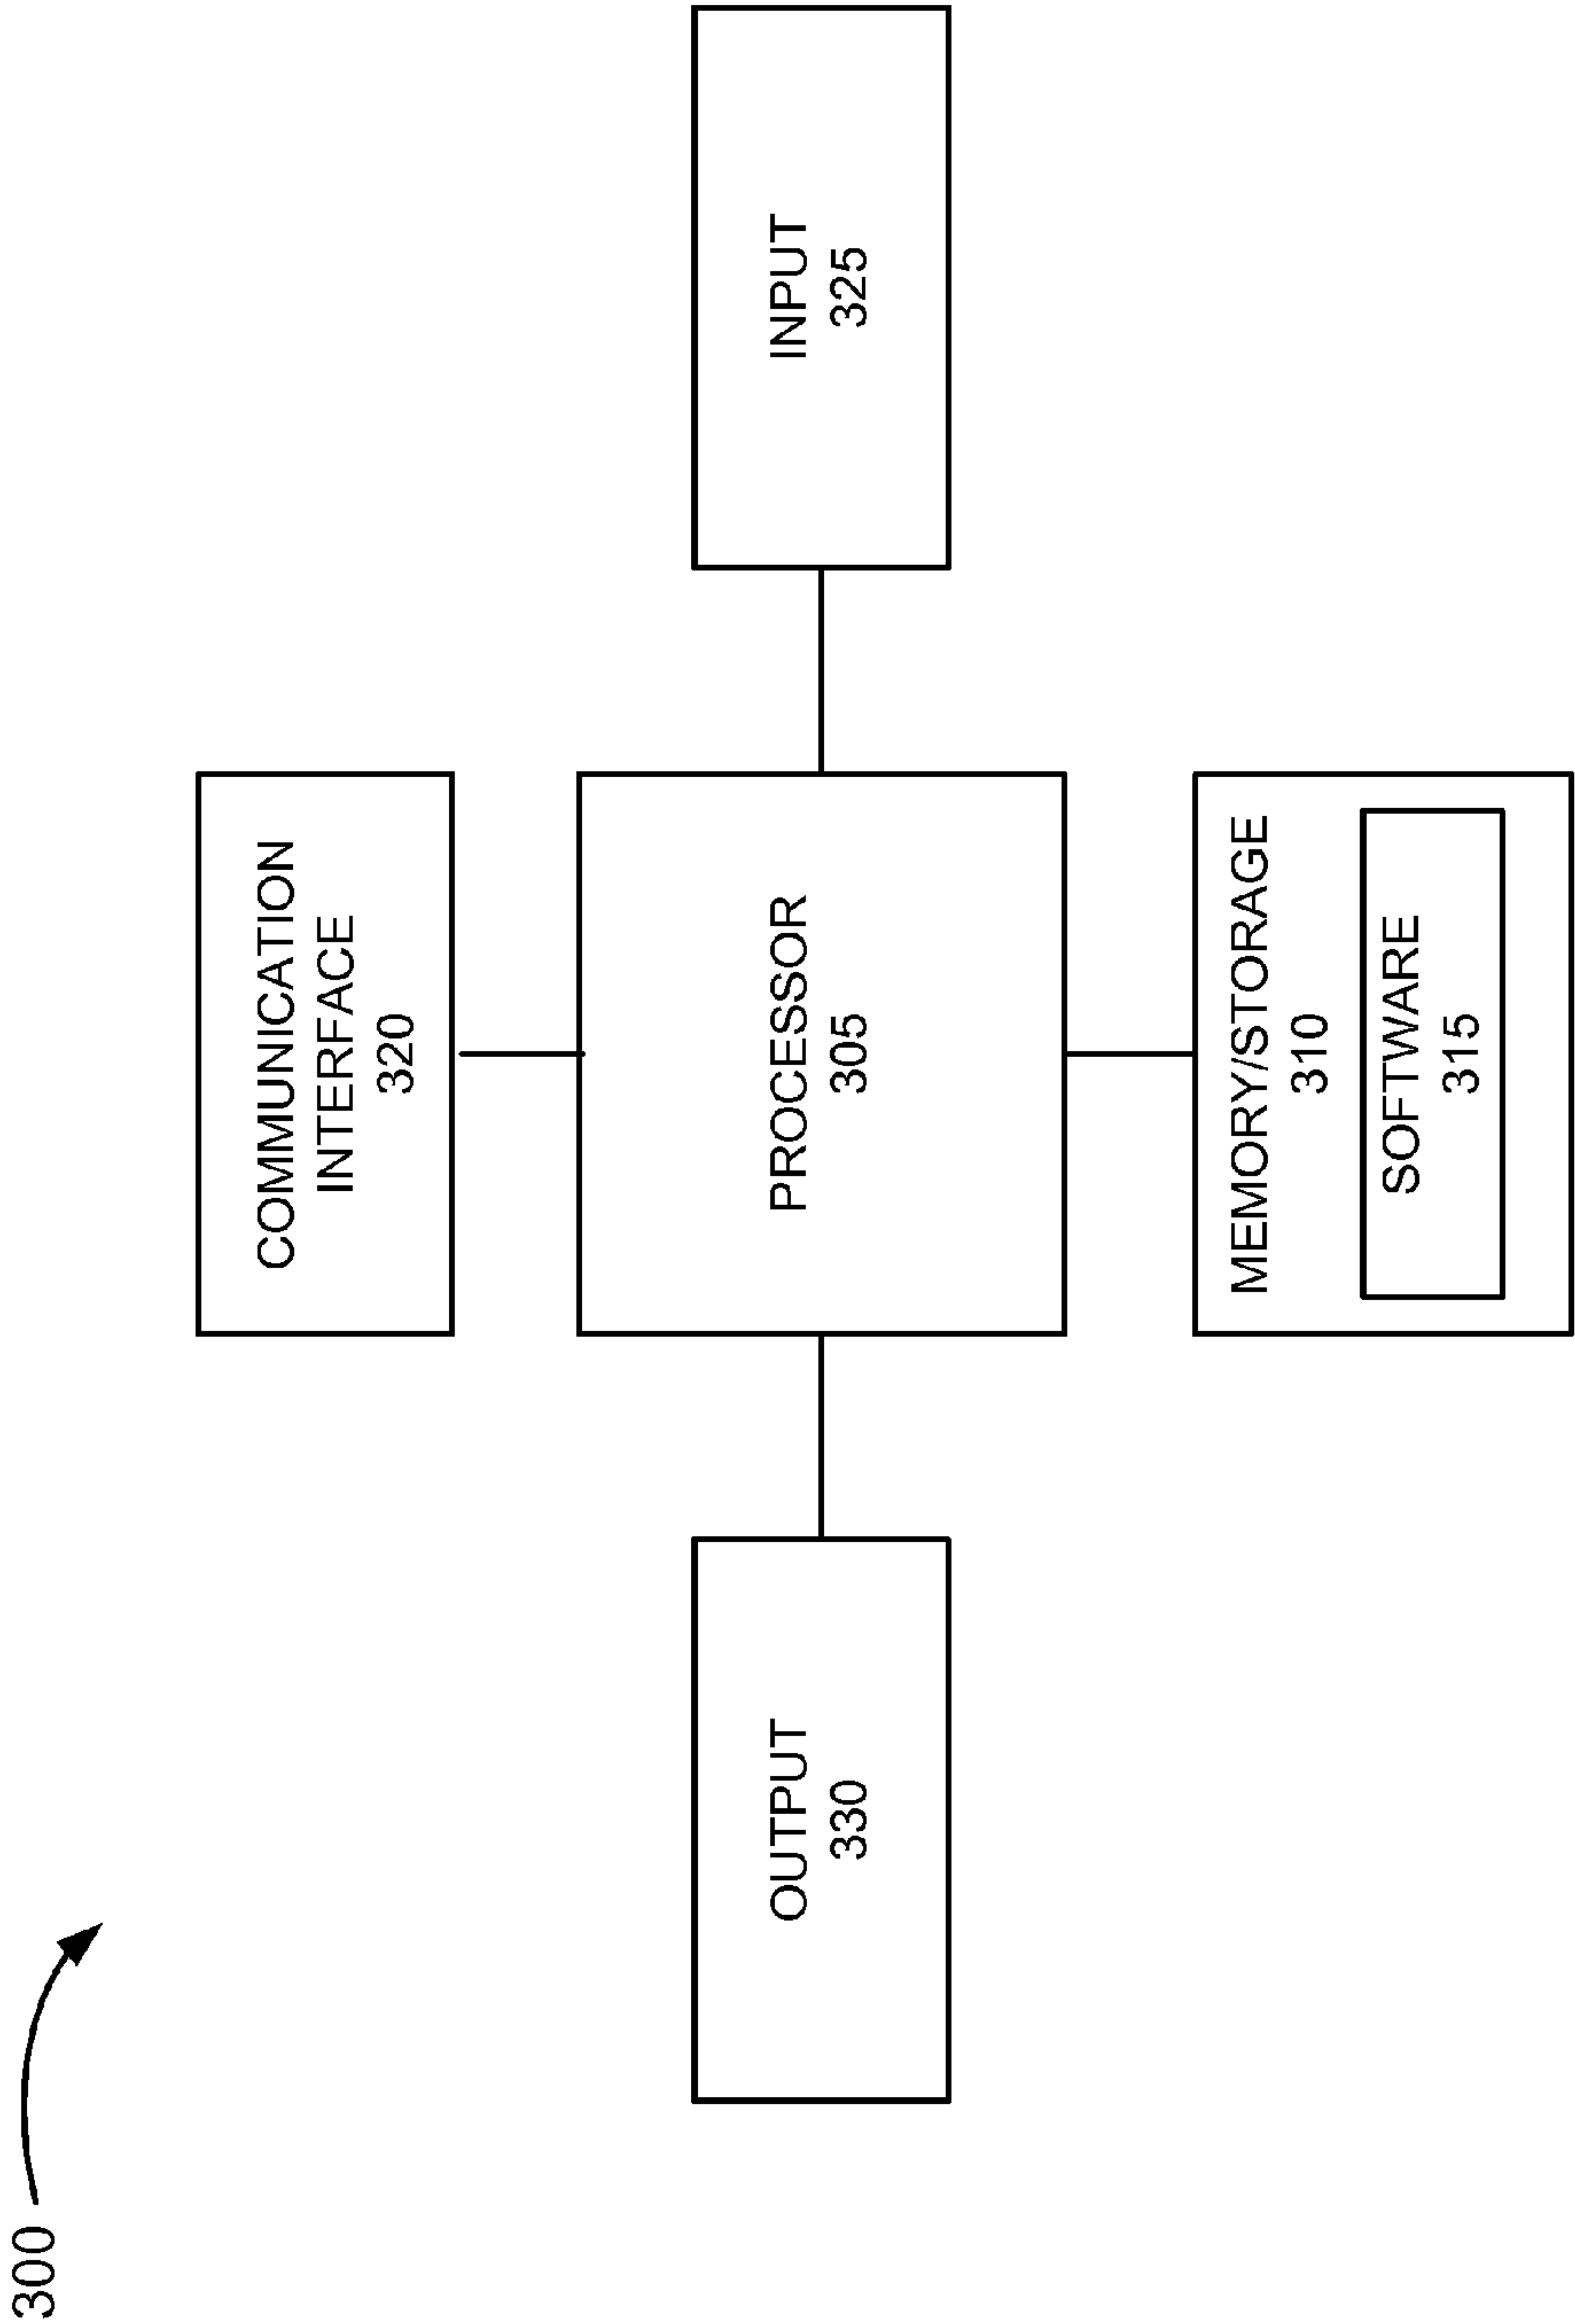 300
COMMUNICATION
INTERFACE
320
OUTPUT
330
PROCESSOR
305
INPUT
325
MEMORY/STORAGE
310
SOFTWARE
315